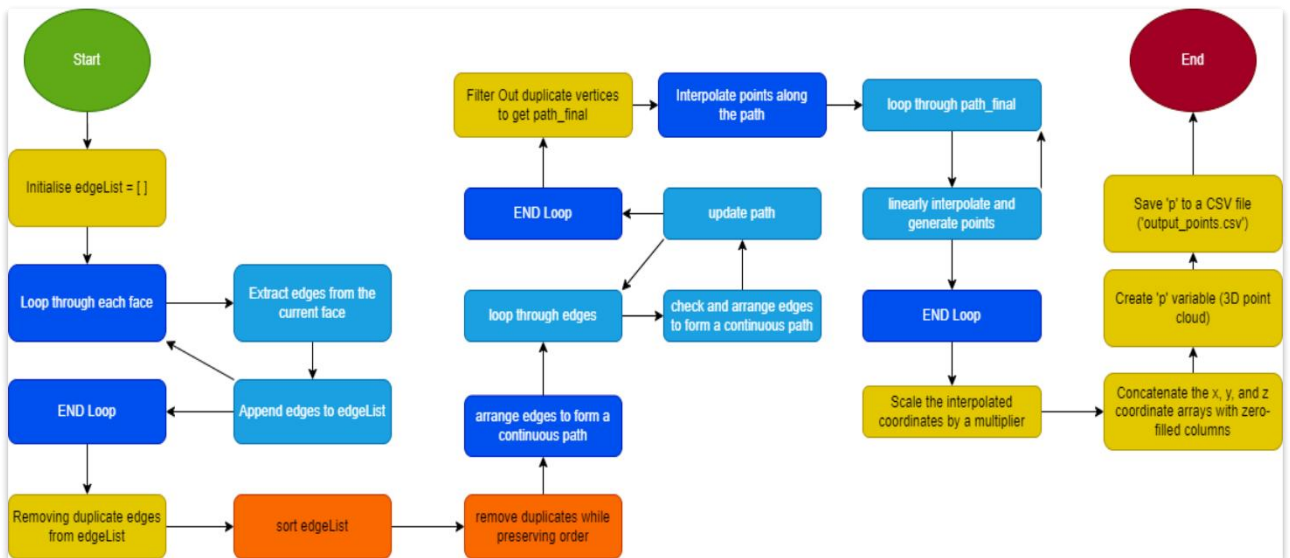 Start
Initialise edgeList = [ ]
Loop through each face
Extract edges from the
current face
Append edges to edgeList
END Loop
Removing duplicate edges
from edgeList
sort edgeList
remove duplicates while
preserving order
arrange edges to form a
continuous path
loop through edges
check and arrange edges
to form a continuous path
update path
END Loop
Filter Out duplicate vertices
to get path_final
Interpolate points along
the path
loop through path_final
linearly interpolate and
generate points
END Loop
Scale the interpolated
coordinates by a multiplier
Concatenate the x, y, and z
coordinate arrays with zero-
filled columns
Create 'p' variable (3D point
cloud)
Save 'p' to a CSV file
('output_points.csv')
End